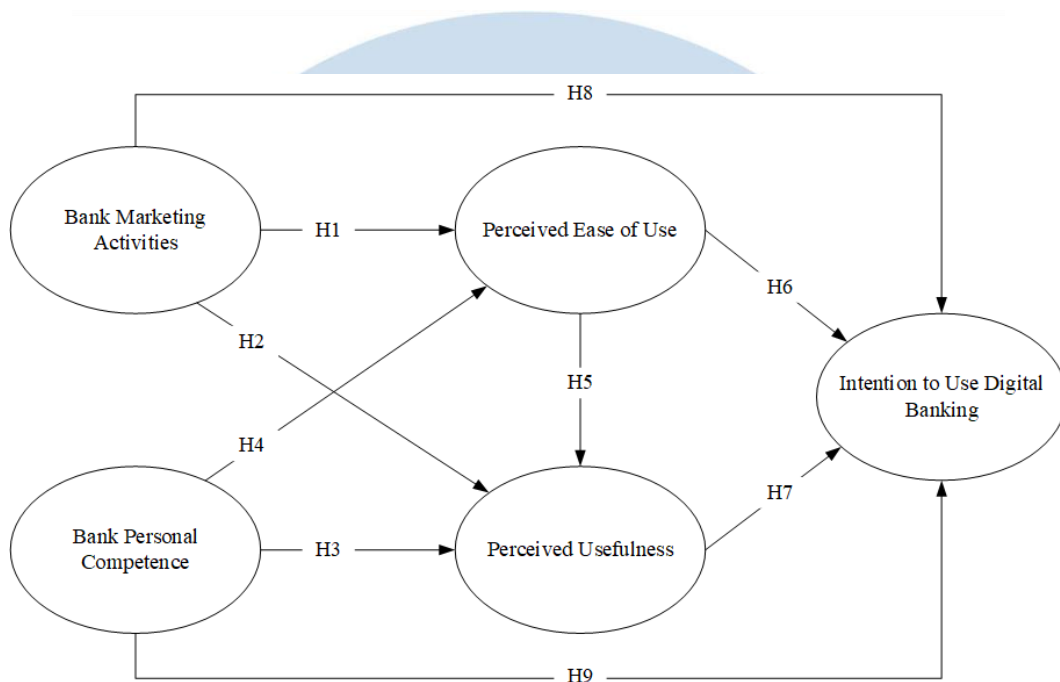 H8
Bank Marketing
Activities
H1
Perceived Ease of Use
H6
H2
H5
Intention to Use Digital
Banking
H4
H7
Bank Personal
Competence
H3
Perceived Usefulness
H9